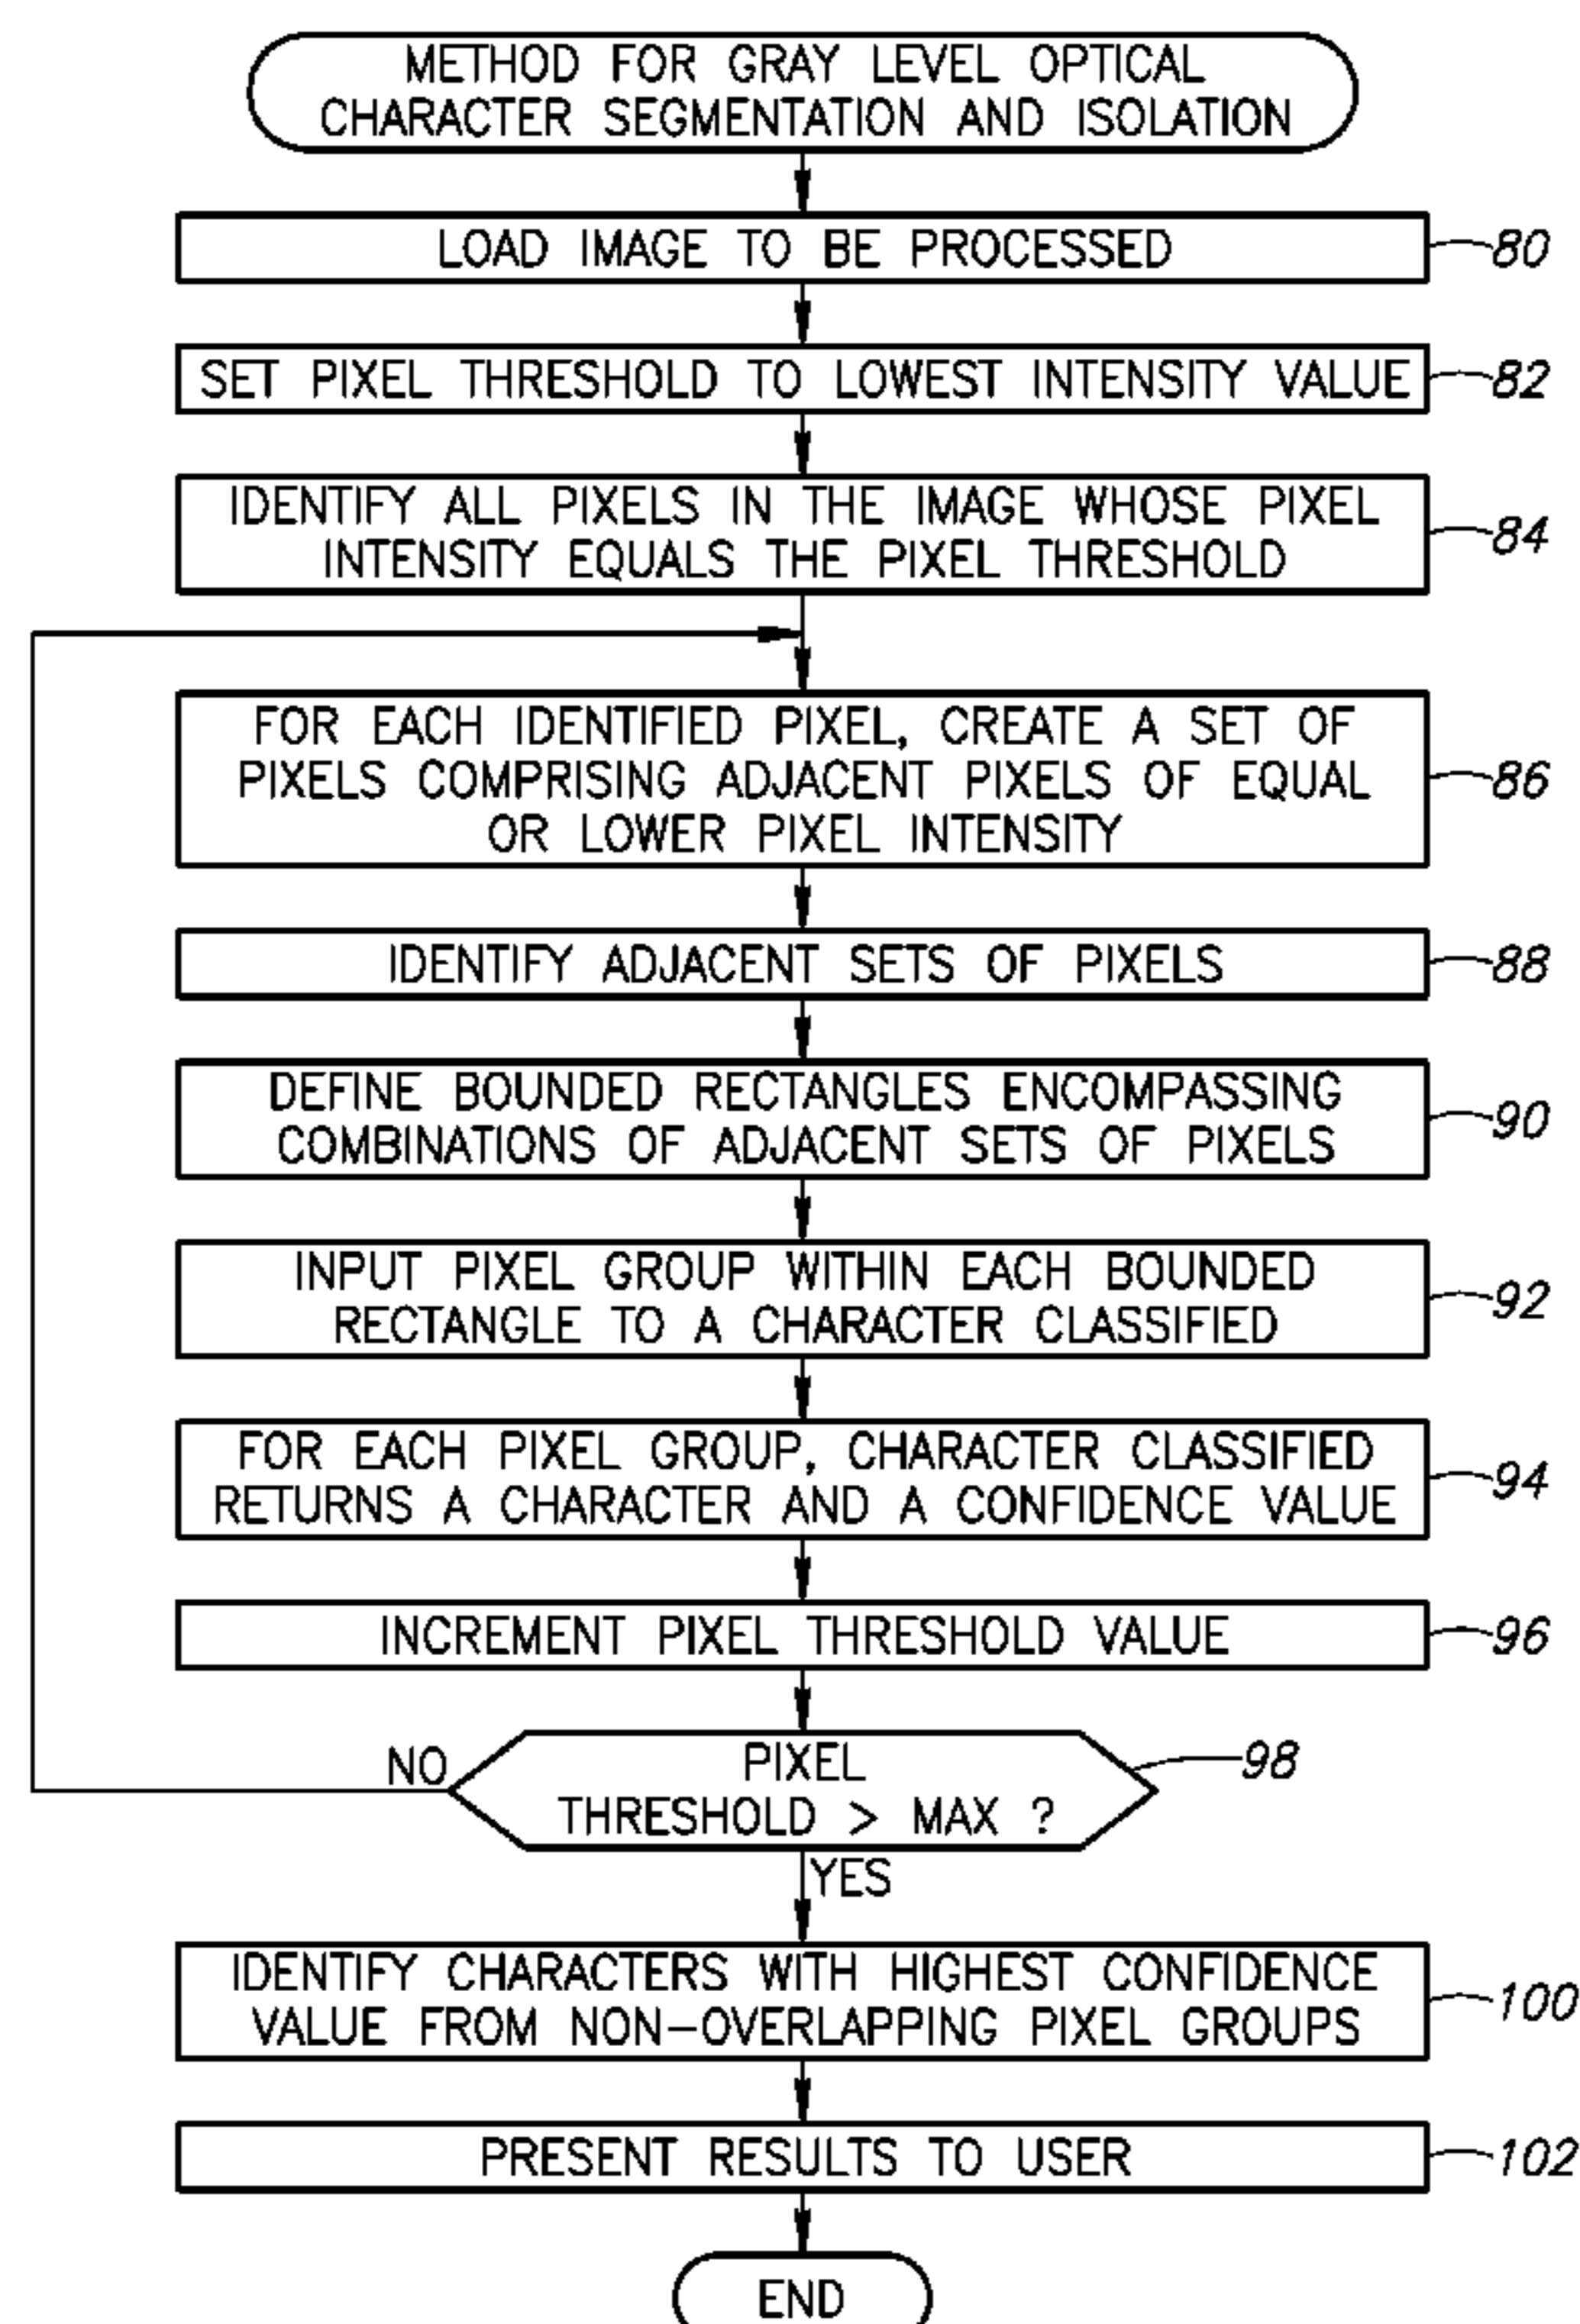 METHOD FOR GRAY LEVEL OPTICAL
CHARACTER SEGMENTATION AND ISOLATION
LOAD IMAGE TO BE PROCESSED
80
SET PIXEL THRESHOLD TO LOWEST INTENSITY VALUE
82
IDENTIFY ALL PIXELS IN THE IMAGE WHOSE PIXEL
INTENSITY EQUALS THE PIXEL THRESHOLD
84
FOR EACH IDENTIFIED PIXEL, CREATE A SET OF
PIXELS COMPRISING ADJACENT PIXELS OF EQUAL
OR LOWER PIXEL INTENSITY
86
IDENTIFY ADJACENT SETS OF PIXELS
88
DEFINE BOUNDED RECTANGLES ENCOMPASSING
COMBINATIONS OF ADJACENT SETS OF PIXELS
90
INPUT PIXEL GROUP WITHIN EACH BOUNDED
RECTANGLE TO A CHARACTER CLASSIFIED
92
FOR EACH PIXEL GROUP, CHARACTER CLASSIFIED
RETURNS A CHARACTER AND A CONFIDENCE VALUE
94
INCREMENT PIXEL THRESHOLD VALUE
96
NO
PIXEL
THRESHOLD > MAX ?
98
YES
IDENTIFY CHARACTERS WITH HIGHEST CONFIDENCE
VALUE FROM NON-OVERLAPPING PIXEL GROUPS
100
PRESENT RESULTS TO USER
102
END